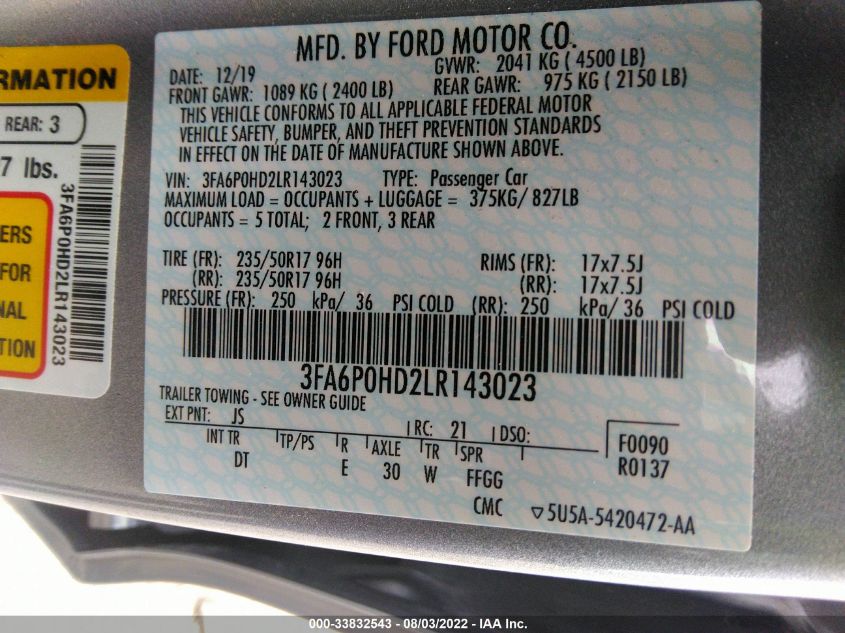 RMATION
REAR: 3
7 lbs.
3FA6P0HD2LR143023
ERS
FOR
NAL
TION
MFD. BY FORD MOTOR CO.
DATE: 12/19 GVWR: 2041 KG ( 4500 LB)
FRONT GAWR: 1089 KG ( 2400 LB) REAR GAWR: 975 KG ( 2150 LB)
THIS VEHICLE CONFORMS TO ALL APPLICABLE FEDERAL MOTOR
VEHICLE SAFETY, BUMPER, AND THEFT PREVENTION STANDARDS
IN EFFECT ON THE DATE OF MANUFACTURE SHOWN ABOVE.
VIN: 3FA6P0HD2LR143023 TYPE: Passenger Car
MAXIMUM LOAD = OCCUPANTS + LUGGAGE = 375KG/ 827LB
OCCUPANTS = 5 TOTAL; 2 FRONT, 3 REAR
TIRE (FR): 235/50R17 96H RIMS (FR): 17x7.5J
(RR): 235/50R17 96H (RR): 17x7.5J
PRESSURE (FR): 250 kPa/ 36 PSI COLD (RR): 250 kPa/ 36 PSI COLD
3FA6P0HD2LR143023
TRAILER TOWING - SEE OWNER GUIDE
EXT PNT: JS RC: 21 DSO: F0090
INT TR TP/PS R AXLE TR SPR R0137
DT E 30 W FFGG
CMC ▽5U5A-5420472-AA
000-33832543 - 08/03/2022 - IAA Inc.